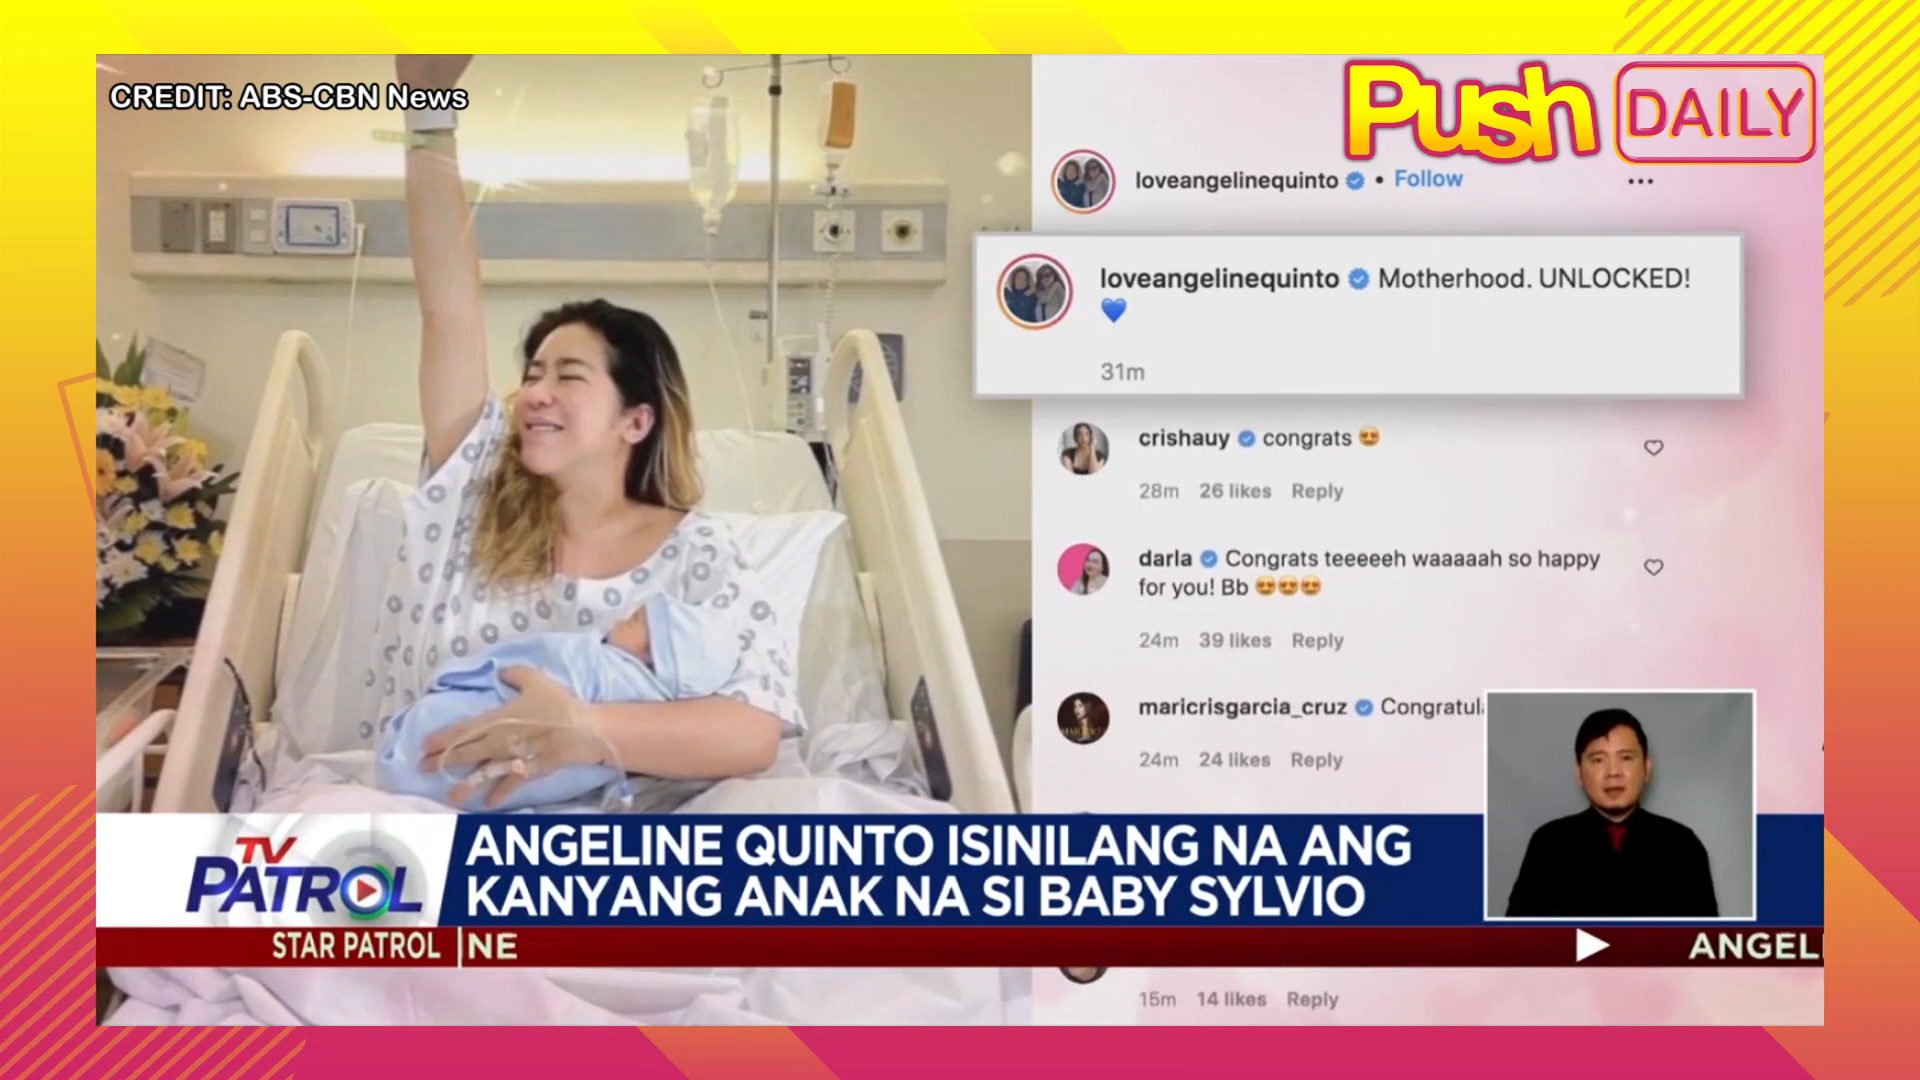 CREDIT: ABS-CBN News
Push DAILY
loveangelinequinto • Follow
loveangelinequinto Motherhood. UNLOCKED!
💙
31m
crishauy congrats 😍
28m 26 likes Reply
darla Congrats teeeeeh waaaaah so happy
for you! Bb 😍😍😍
24m 39 likes Reply
maricrisgarcia_cruz Congratul
24m 24 likes Reply
TV
PATROL
ANGELINE QUINTO ISINILANG NA ANG
KANYANG ANAK NA SI BABY SYLVIO
STAR PATROL NE ANGEL
15m 14 likes Reply